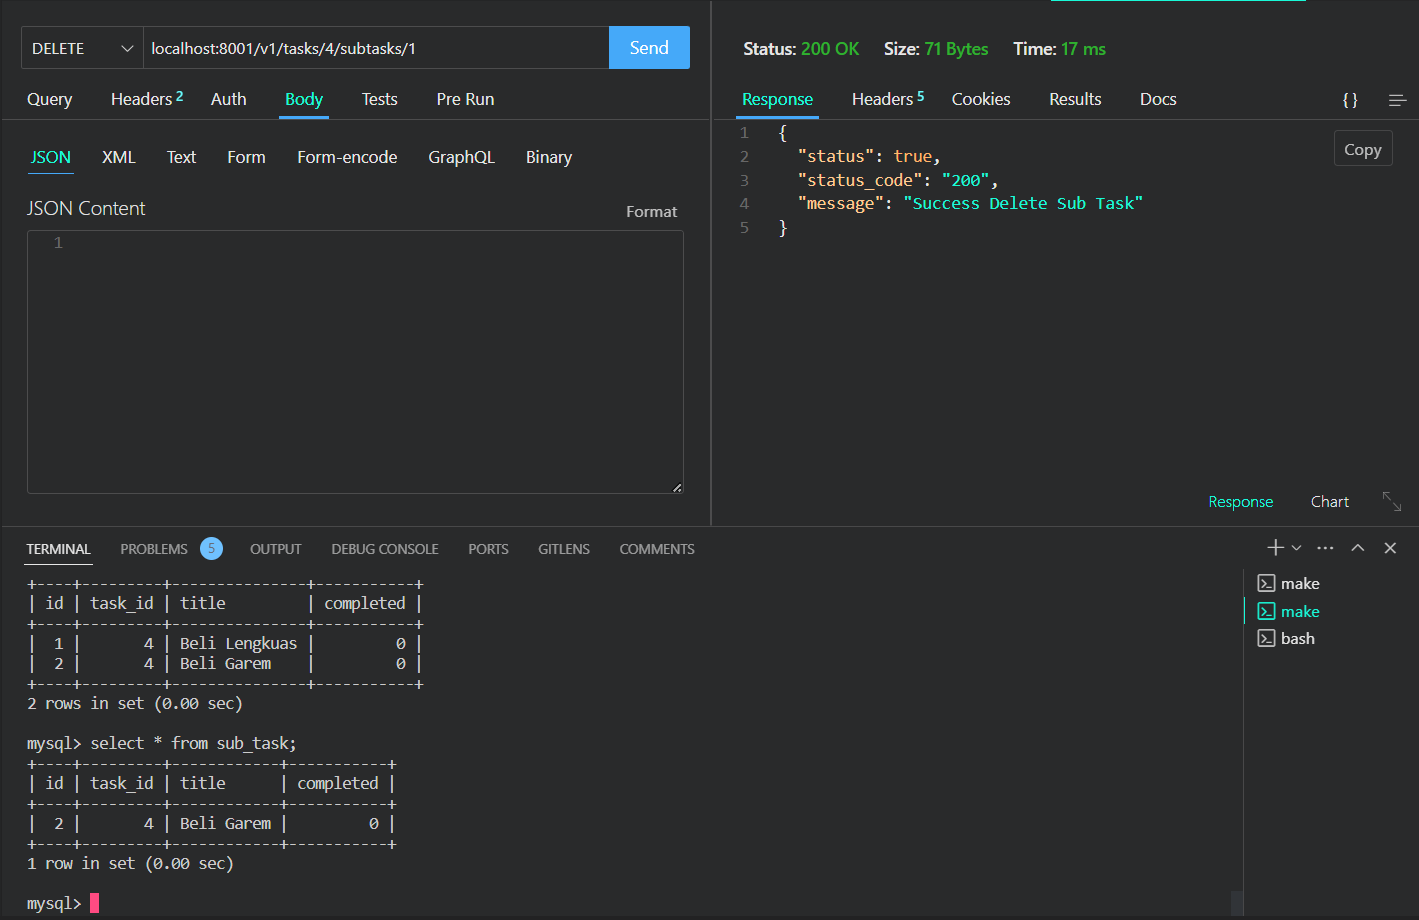 DELETE localhost:8001/v1/tasks/4/subtasks/1 Send
Query Headers 2 Auth Body Tests Pre Run
JSON XML Text Form Form-encode GraphQL Binary
JSON Content Format
1
Status: 200 OK Size: 71 Bytes Time: 17 ms
Response Headers 5 Cookies Results Docs {}
Copy
1 {
2 "status": true,
3 "status_code": "200",
4 "message": "Success Delete Sub Task"
5 }
Response Chart
TERMINAL PROBLEMS 5 OUTPUT DEBUG CONSOLE PORTS GITLENS COMMENTS
+----+---------+---------------+-----------+
| id | task_id | title         | completed |
+----+---------+---------------+-----------+
|  1 |       4 | Beli Lengkuas |         0 |
|  2 |       4 | Beli Garem    |         0 |
+----+---------+---------------+-----------+
2 rows in set (0.00 sec)
mysql> select * from sub_task;
+----+---------+------------+-----------+
| id | task_id | title      | completed |
+----+---------+------------+-----------+
|  2 |       4 | Beli Garem |         0 |
+----+---------+------------+-----------+
1 row in set (0.00 sec)
mysql>
make
make
bash